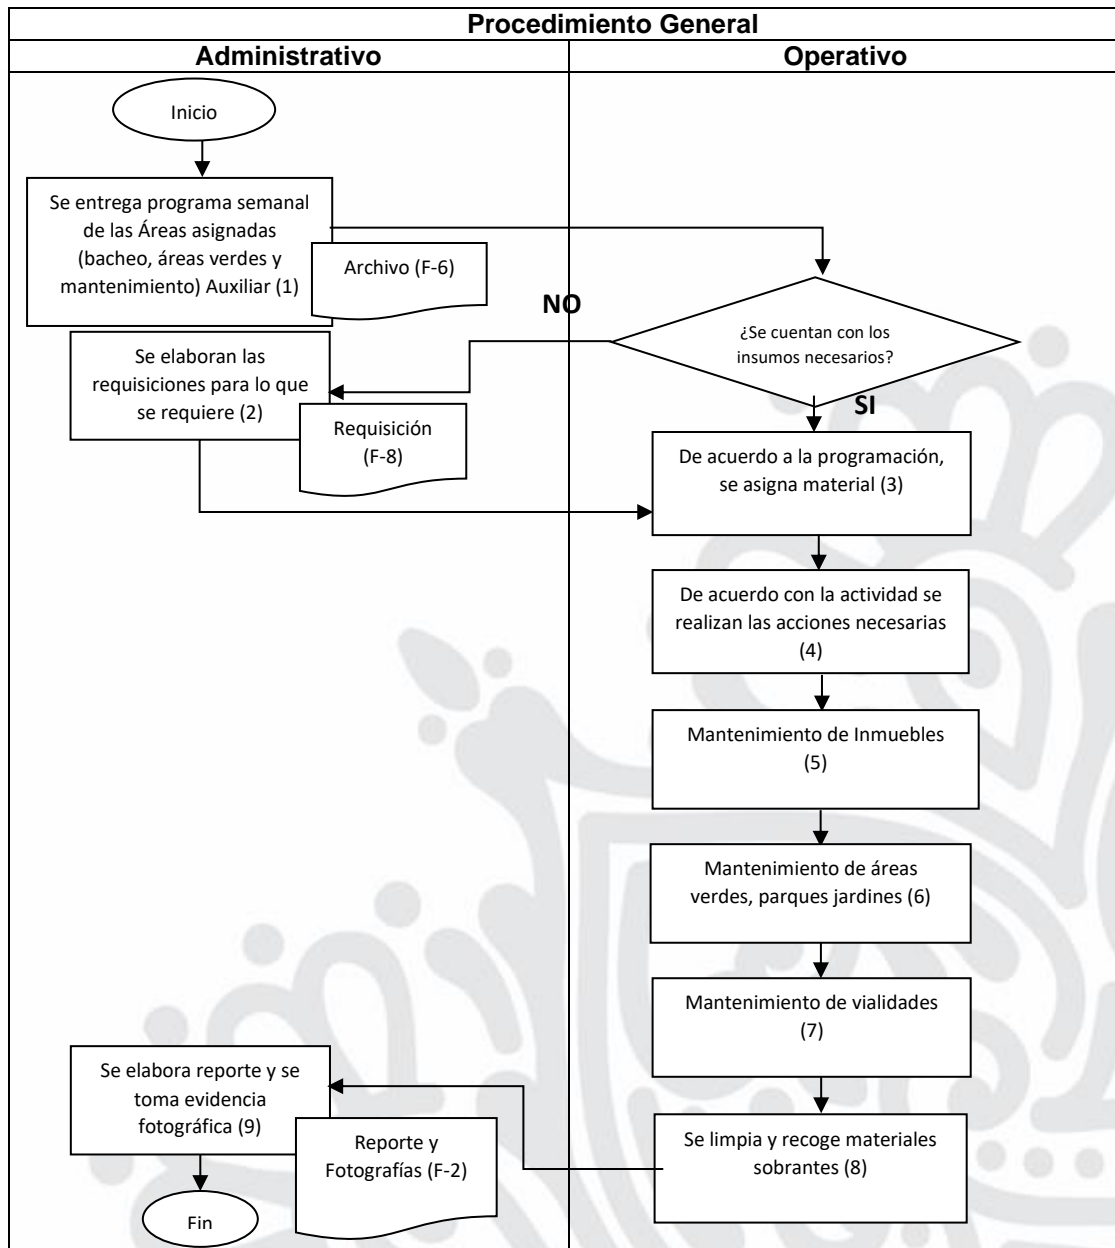 Procedimiento General
Administrativo
Operativo
Inicio
Se entrega programa semanal
de las Áreas asignadas
(bacheo, áreas verdes y
mantenimiento) Auxiliar (1)
Archivo (F-6)
NO
¿Se cuentan con los
insumos necesarios?
SI
Se elaboran las
requisiciones para lo que
se requiere (2)
Requisición
(F-8)
De acuerdo a la programación,
se asigna material (3)
De acuerdo con la actividad se
realizan las acciones necesarias
(4)
Mantenimiento de Inmuebles
(5)
Mantenimiento de áreas
verdes, parques jardines (6)
Mantenimiento de vialidades
(7)
Se limpia y recoge materiales
sobrantes (8)
Se elabora reporte y se
toma evidencia
fotográfica (9)
Reporte y
Fotografías (F-2)
Fin